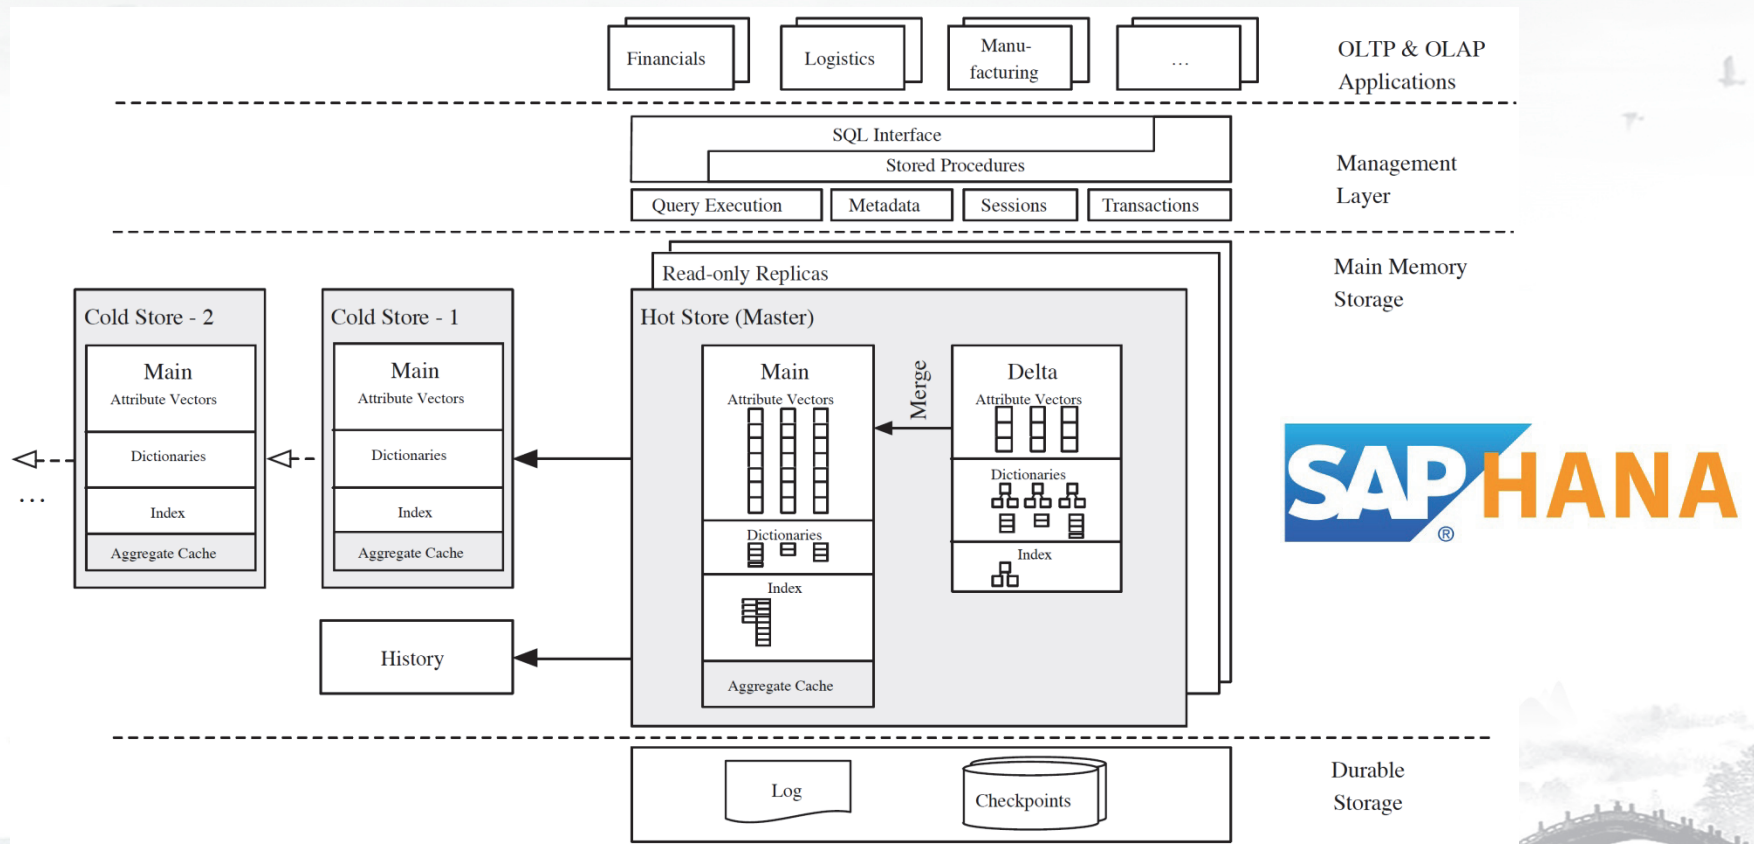 Financials
Logistics
Manu-
facturing
...
OLTP & OLAP
Applications
SQL Interface
Stored Procedures
Query Execution
Metadata
Sessions
Transactions
Management
Layer
Main Memory
Storage
Read-only Replicas
Cold Store - 2
Main
Attribute Vectors
Dictionaries
Index
Aggregate Cache
...
Cold Store - 1
Main
Attribute Vectors
Dictionaries
Index
Aggregate Cache
History
Hot Store (Master)
Main
Attribute Vectors
Dictionaries
Index
Aggregate Cache
Merge
Delta
Attribute Vectors
Dictionaries
Index
SAP® HANA
Log
Checkpoints
Durable
Storage